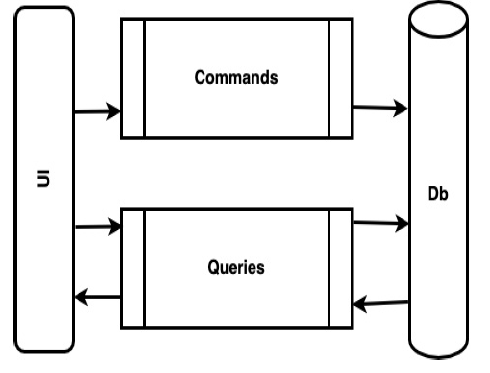 Commands
UI
Db
Queries